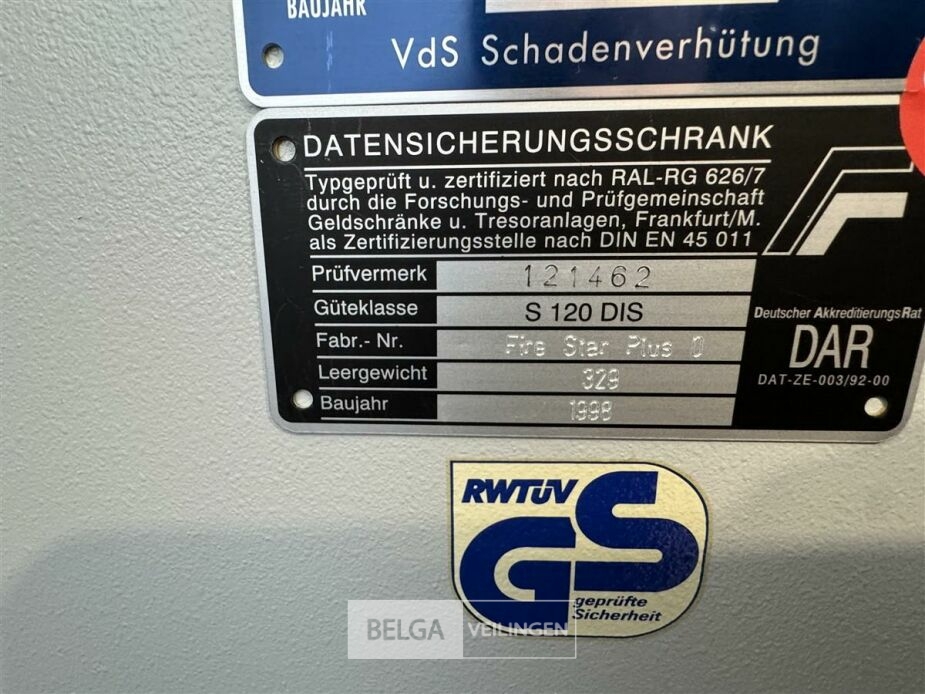 BAUJAHR
VdS Schadenverhütung
DATENSICHERUNGSSCHRANK
Typgeprüft u. zertifiziert nach RAL-RG 626/7
durch die Forschungs- und Prüfgemeinschaft
Geldschränke u. Tresoranlagen, Frankfurt/M.
als Zertifizierungsstelle nach DIN EN 45 011
Prüfvermerk 121462
Güteklasse S 120 DIS
Fabr.- Nr. Fire Star Plus 0
Leergewicht 329
Baujahr 1998
Deutscher AkkreditierungsRat
DAR
DAT-ZE-003/92-00
RWTÜV
GS
geprüfte
Sicherheit
BELGA VEILINGEN